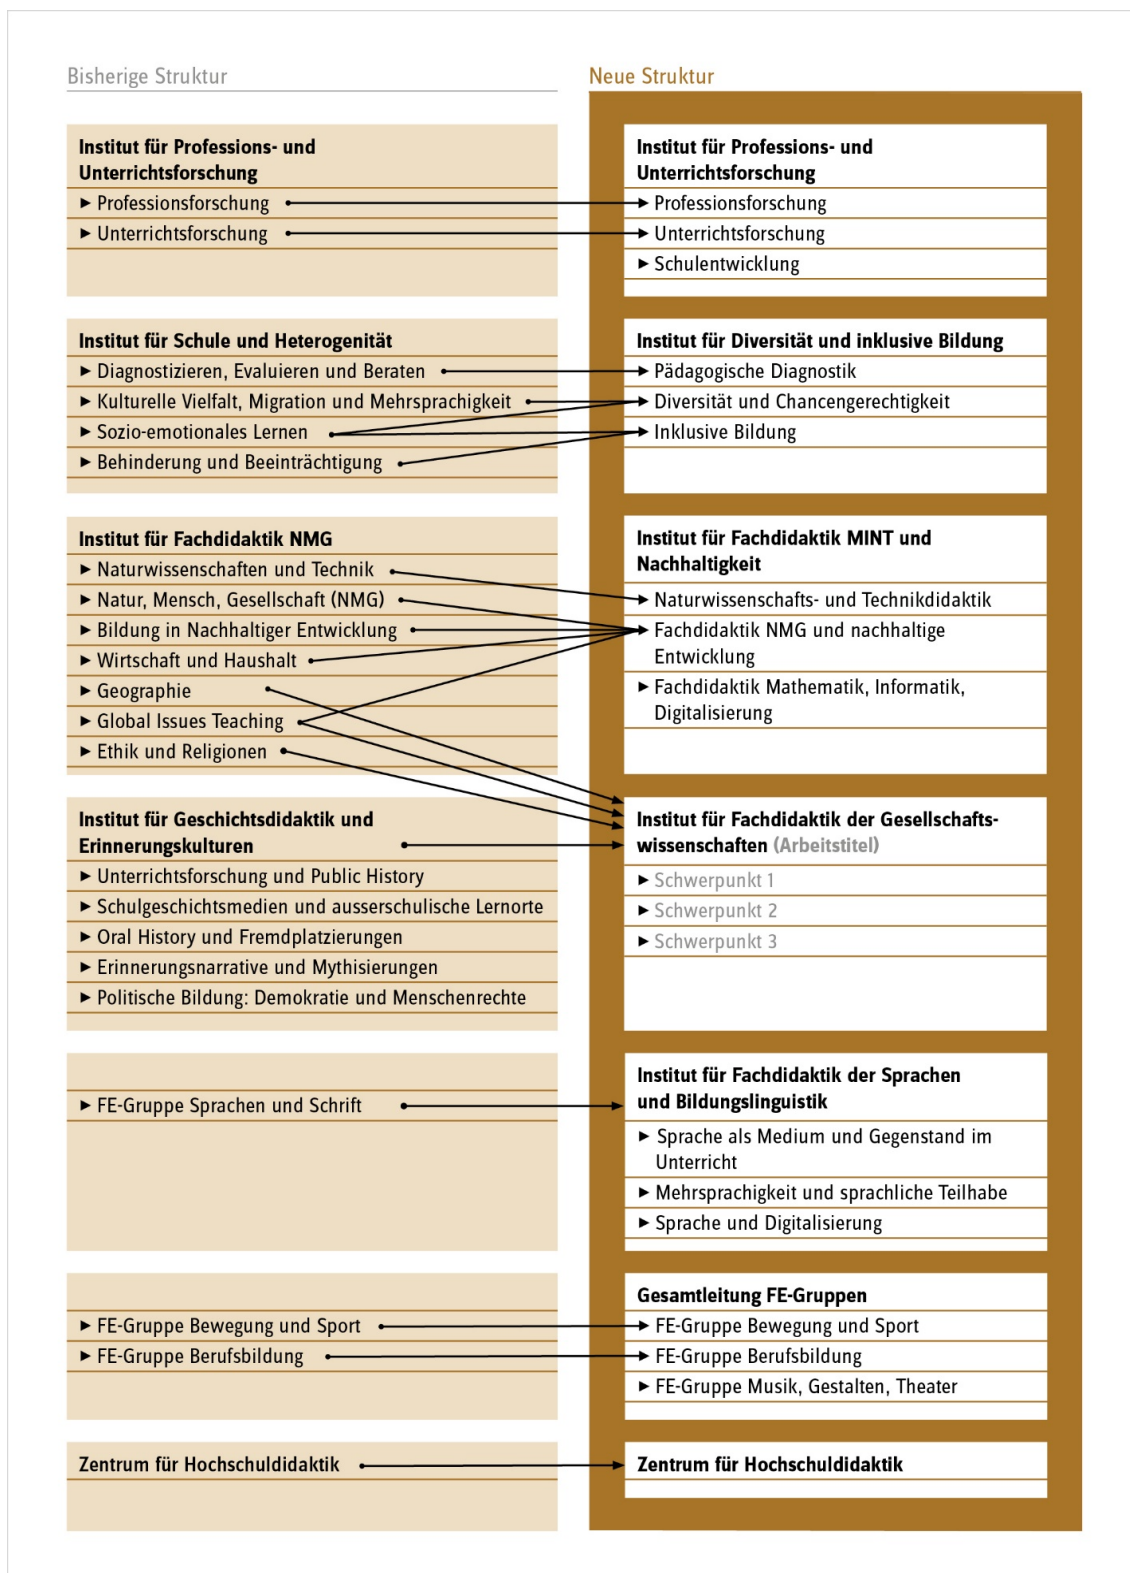 Bisherige Struktur
Institut für Professions- und
Unterrichtsforschung
► Professionsforschung
► Unterrichtsforschung
Institut für Schule und Heterogenität
► Diagnostizieren, Evaluieren und Beraten
► Kulturelle Vielfalt, Migration und Mehrsprachigkeit
► Sozio-emotionales Lernen
► Behinderung und Beeinträchtigung
Institut für Fachdidaktik NMG
► Naturwissenschaften und Technik
► Natur, Mensch, Gesellschaft (NMG)
► Bildung in Nachhaltiger Entwicklung
► Wirtschaft und Haushalt
► Geographie
► Global Issues Teaching
► Ethik und Religionen
Institut für Geschichtsdidaktik und
Erinnerungskulturen
► Unterrichtsforschung und Public History
► Schulgeschichtsmedien und ausserschulische Lernorte
► Oral History und Fremdplatzierungen
► Erinnerungsnarrative und Mythisierungen
► Politische Bildung: Demokratie und Menschenrechte
► FE-Gruppe Sprachen und Schrift
► FE-Gruppe Bewegung und Sport
► FE-Gruppe Berufsbildung
Zentrum für Hochschuldidaktik
Neue Struktur
Institut für Professions- und
Unterrichtsforschung
► Professionsforschung
► Unterrichtsforschung
► Schulentwicklung
Institut für Diversität und inklusive Bildung
► Pädagogische Diagnostik
► Diversität und Chancengerechtigkeit
► Inklusive Bildung
Institut für Fachdidaktik MINT und
Nachhaltigkeit
► Naturwissenschafts- und Technikdidaktik
► Fachdidaktik NMG und nachhaltige
Entwicklung
► Fachdidaktik Mathematik, Informatik,
Digitalisierung
Institut für Fachdidaktik der Gesellschafts-
wissenschaften (Arbeitstitel)
► Schwerpunkt 1
► Schwerpunkt 2
► Schwerpunkt 3
Institut für Fachdidaktik der Sprachen
und Bildungslinguistik
► Sprache als Medium und Gegenstand im
Unterricht
► Mehrsprachigkeit und sprachliche Teilhabe
► Sprache und Digitalisierung
Gesamtleitung FE-Gruppen
► FE-Gruppe Bewegung und Sport
► FE-Gruppe Berufsbildung
► FE-Gruppe Musik, Gestalten, Theater
Zentrum für Hochschuldidaktik